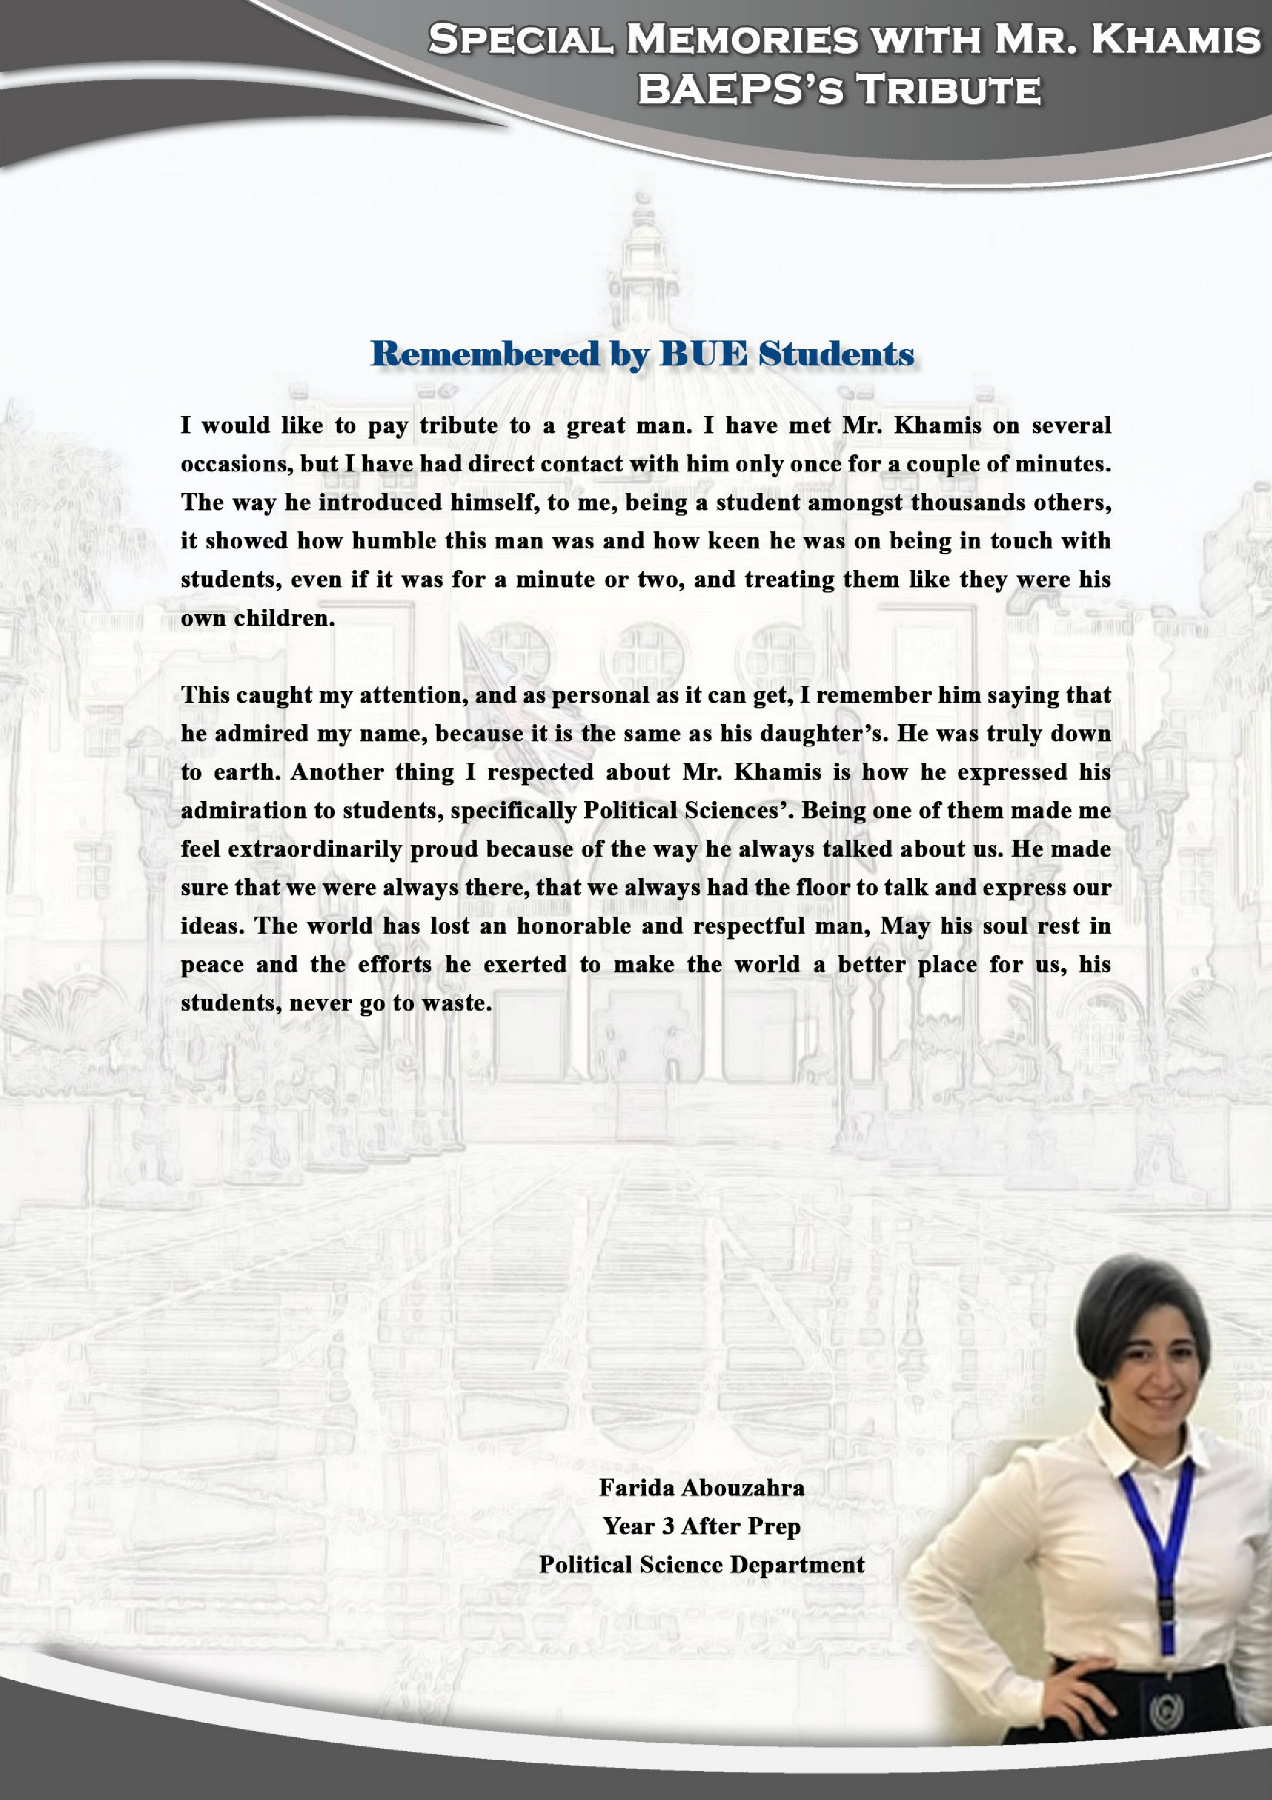 SPECIAL MEMORIES WITH MR. KHAMIS
BAEPS'S TRIBUTE
Remembered by BUE Students
I would like to pay tribute to a great man. I have met Mr. Khamis on several
occasions, but I have had direct contact with him only once for a couple of minutes.
The way he introduced himself, to me, being a student amongst thousands others,
it showed how humble this man was and how keen he was on being in touch with
students, even if it was for a minute or two, and treating them like they were his
own children.
This caught my attention, and as personal as it can get, I remember him saying that
he admired my name, because it is the same as his daughter's. He was truly down
to earth. Another thing I respected about Mr. Khamis is how he expressed his
admiration to students, specifically Political Sciences'. Being one of them made me
feel extraordinarily proud because of the way he always talked about us. He made
sure that we were always there, that we always had the floor to talk and express our
ideas. The world has lost an honorable and respectful man, May his soul rest in
peace and the efforts he exerted to make the world a better place for us, his
students, never go to waste.
Farida Abouzahra
Year 3 After Prep
Political Science Department